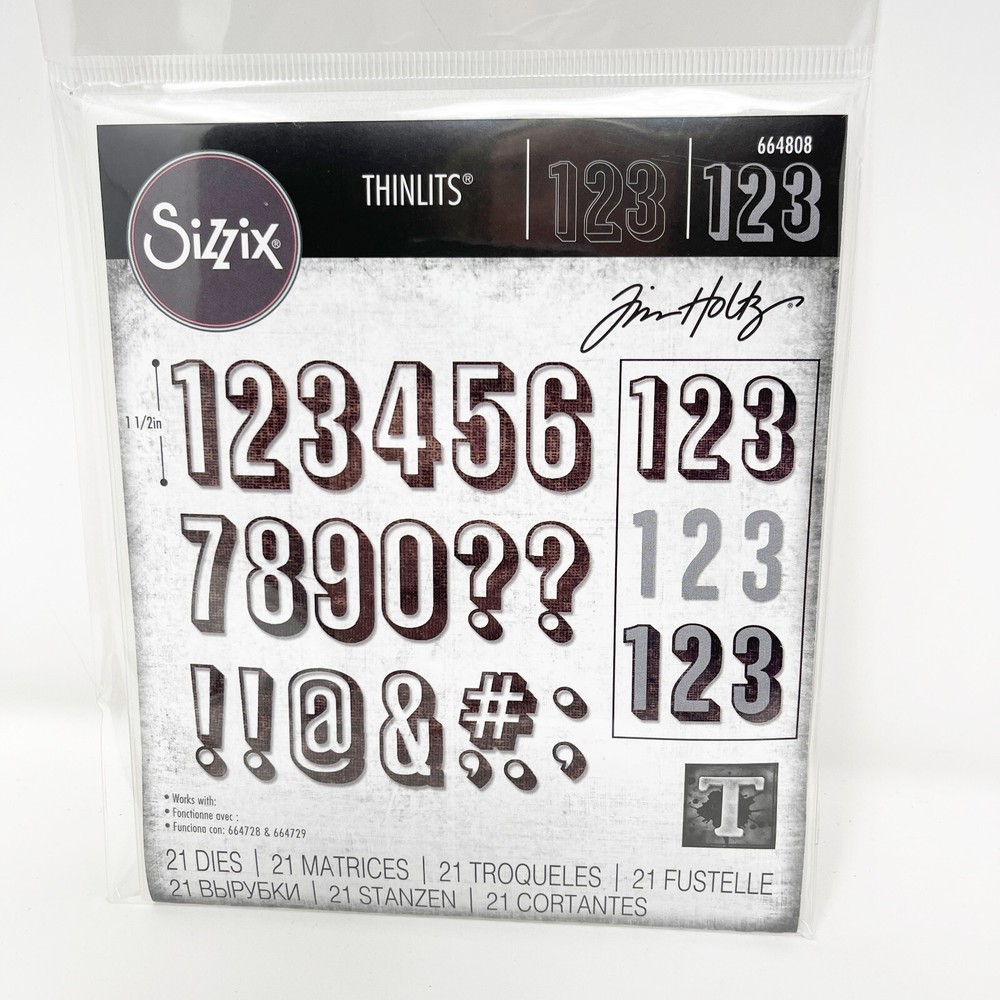 664808
Sizzix®
THINLITS®
123
123
Tim Holtz®
1 1/2in
123456
7890??
!!@&#
,.;
123
123
123
T
• Works with:
• Fonctionne avec :
• Funciona con: 664728 & 664729
21 DIES | 21 MATRICES | 21 TROQUELES | 21 FUSTELLE
21 ВЫРУБКИ | 21 STANZEN | 21 CORTANTES